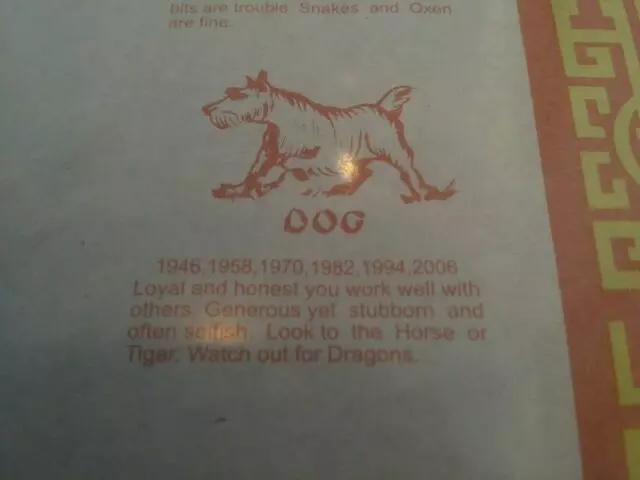 bits are trouble. Snakes and Oxen
are fine.
DOG
1946,1958,1970,1982,1994,2006
Loyal and honest you work well with
others. Generous yet stubborn and
often selfish. Look to the Horse or
Tiger. Watch out for Dragons.